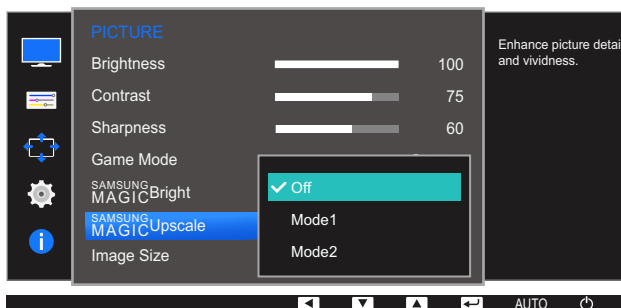 PICTURE
Brightness 100
Contrast 75
Sharpness 60
Game Mode
SAMSUNG MAGIC Bright
SAMSUNG MAGIC Upscale
Image Size
Off
Mode1
Mode2
Enhance picture detai
and vividness.
AUTO